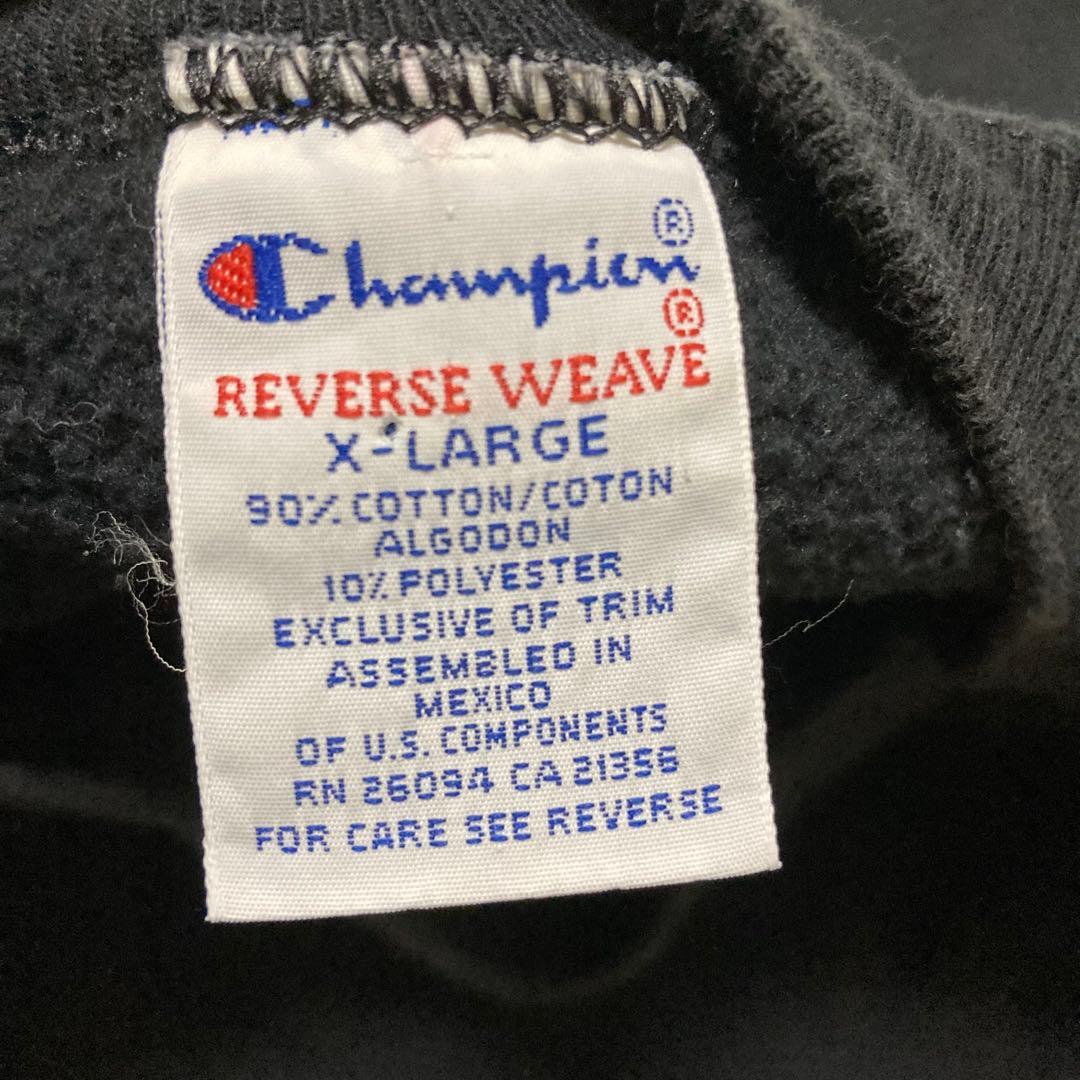 Champion®
REVERSE WEAVE®
X-LARGE
90% COTTON/COTON
ALGODON
10% POLYESTER
EXCLUSIVE OF TRIM
ASSEMBLED IN
MEXICO
OF U.S. COMPONENTS
RN 26094 CA 21356
FOR CARE SEE REVERSE